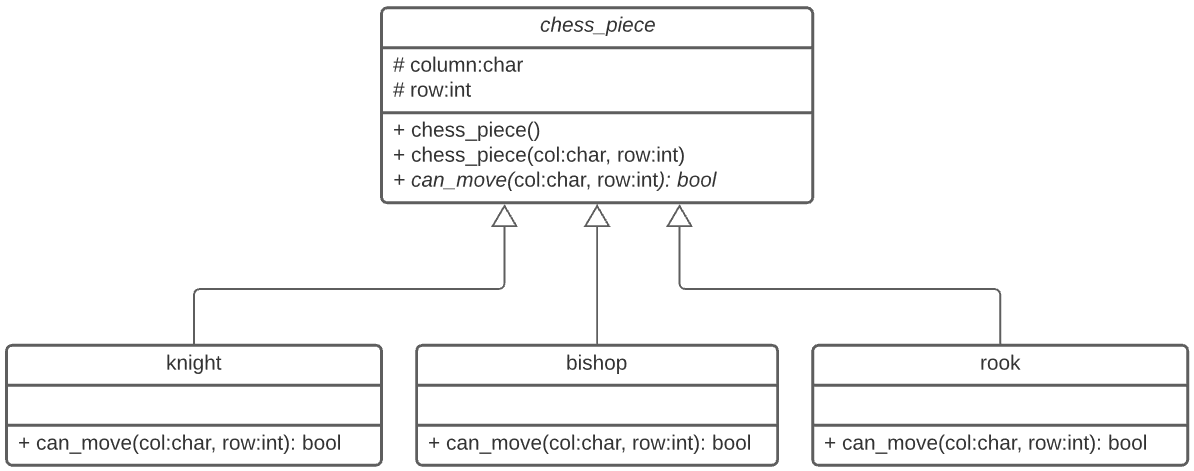 chess_piece
# column:char
# row:int
+ chess_piece()
+ chess_piece(col:char, row:int)
+ can_move(col:char, row:int): bool
knight
+ can_move(col:char, row:int): bool
bishop
+ can_move(col:char, row:int): bool
rook
+ can_move(col:char, row:int): bool